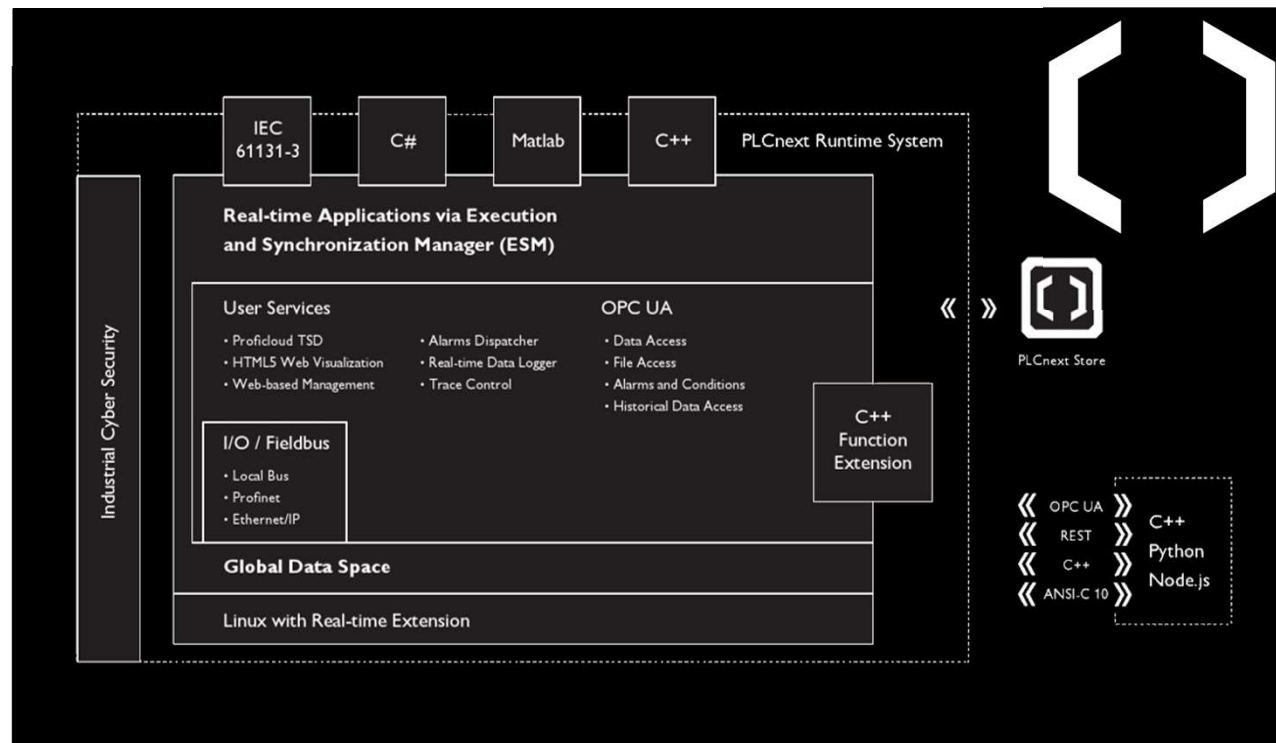 IEC
61131-3
C#
Matlab
C++
PLCnext Runtime System
Industrial Cyber Security
Real-time Applications via Execution
and Synchronization Manager (ESM)
User Services
• Proficloud TSD
• HTML5 Web Visualization
• Web-based Management
• Alarms Dispatcher
• Real-time Data Logger
• Trace Control
OPC UA
• Data Access
• File Access
• Alarms and Conditions
• Historical Data Access
I/O / Fieldbus
• Local Bus
• Profinet
• Ethernet/IP
C++
Function
Extension
Global Data Space
Linux with Real-time Extension
PLCnext Store
OPC UA
REST
C++
ANSI-C 10
C++
Python
Node.js